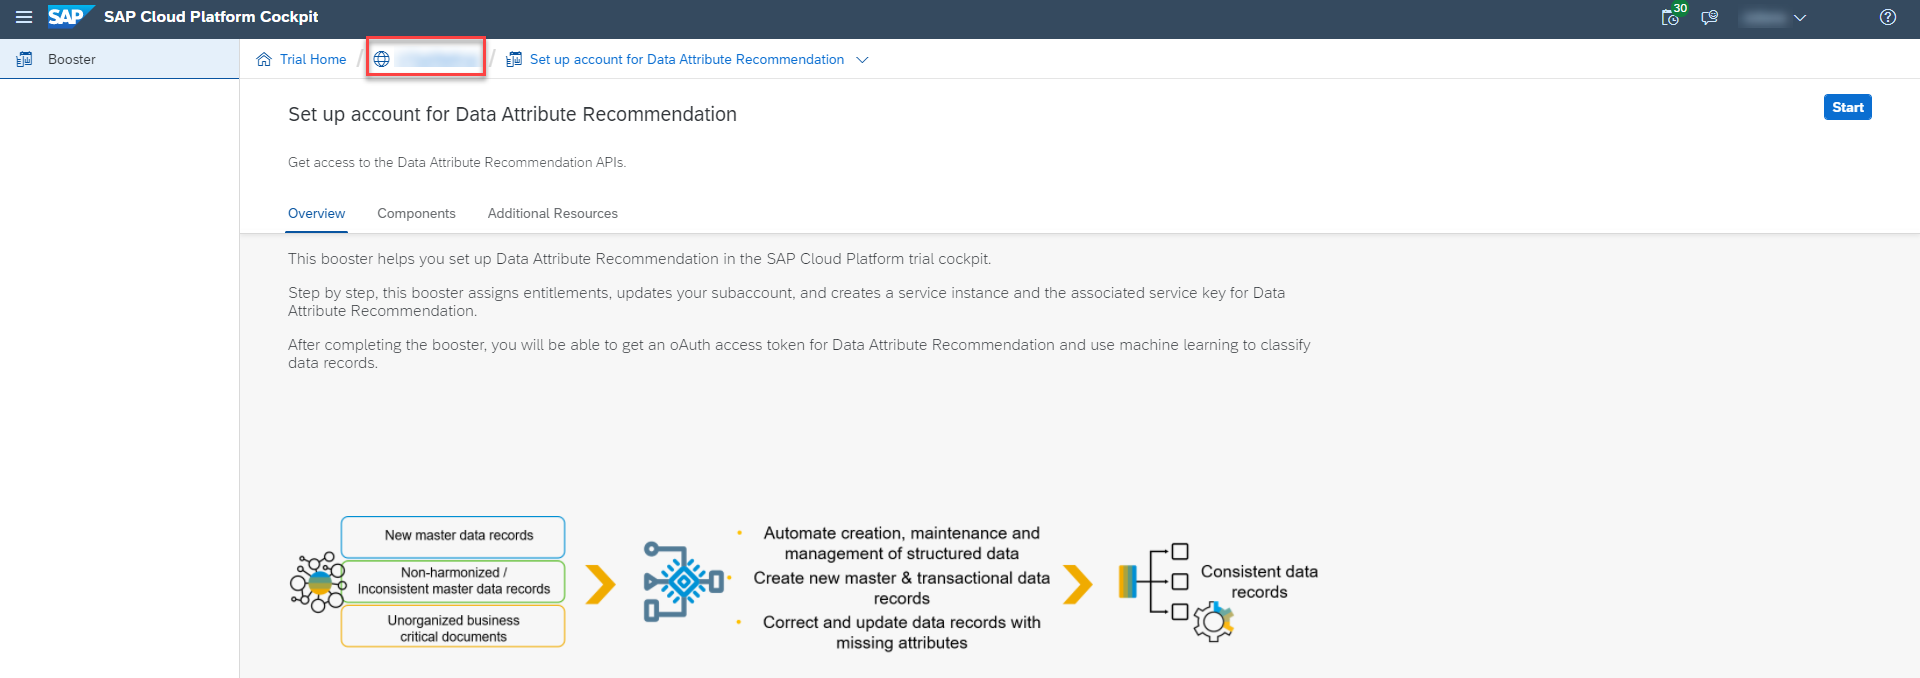 SAP SAP Cloud Platform Cockpit
30
Booster
Trial Home / / Set up account for Data Attribute Recommendation
Set up account for Data Attribute Recommendation
Start
Get access to the Data Attribute Recommendation APIs.
Overview Components Additional Resources
This booster helps you set up Data Attribute Recommendation in the SAP Cloud Platform trial cockpit.
Step by step, this booster assigns entitlements, updates your subaccount, and creates a service instance and the associated service key for Data
Attribute Recommendation.
After completing the booster, you will be able to get an oAuth access token for Data Attribute Recommendation and use machine learning to classify
data records.
New master data records
Non-harmonized /
Inconsistent master data records
Unorganized business
critical documents
• Automate creation, maintenance and
management of structured data
• Create new master & transactional data
records
• Correct and update data records with
missing attributes
Consistent data
records